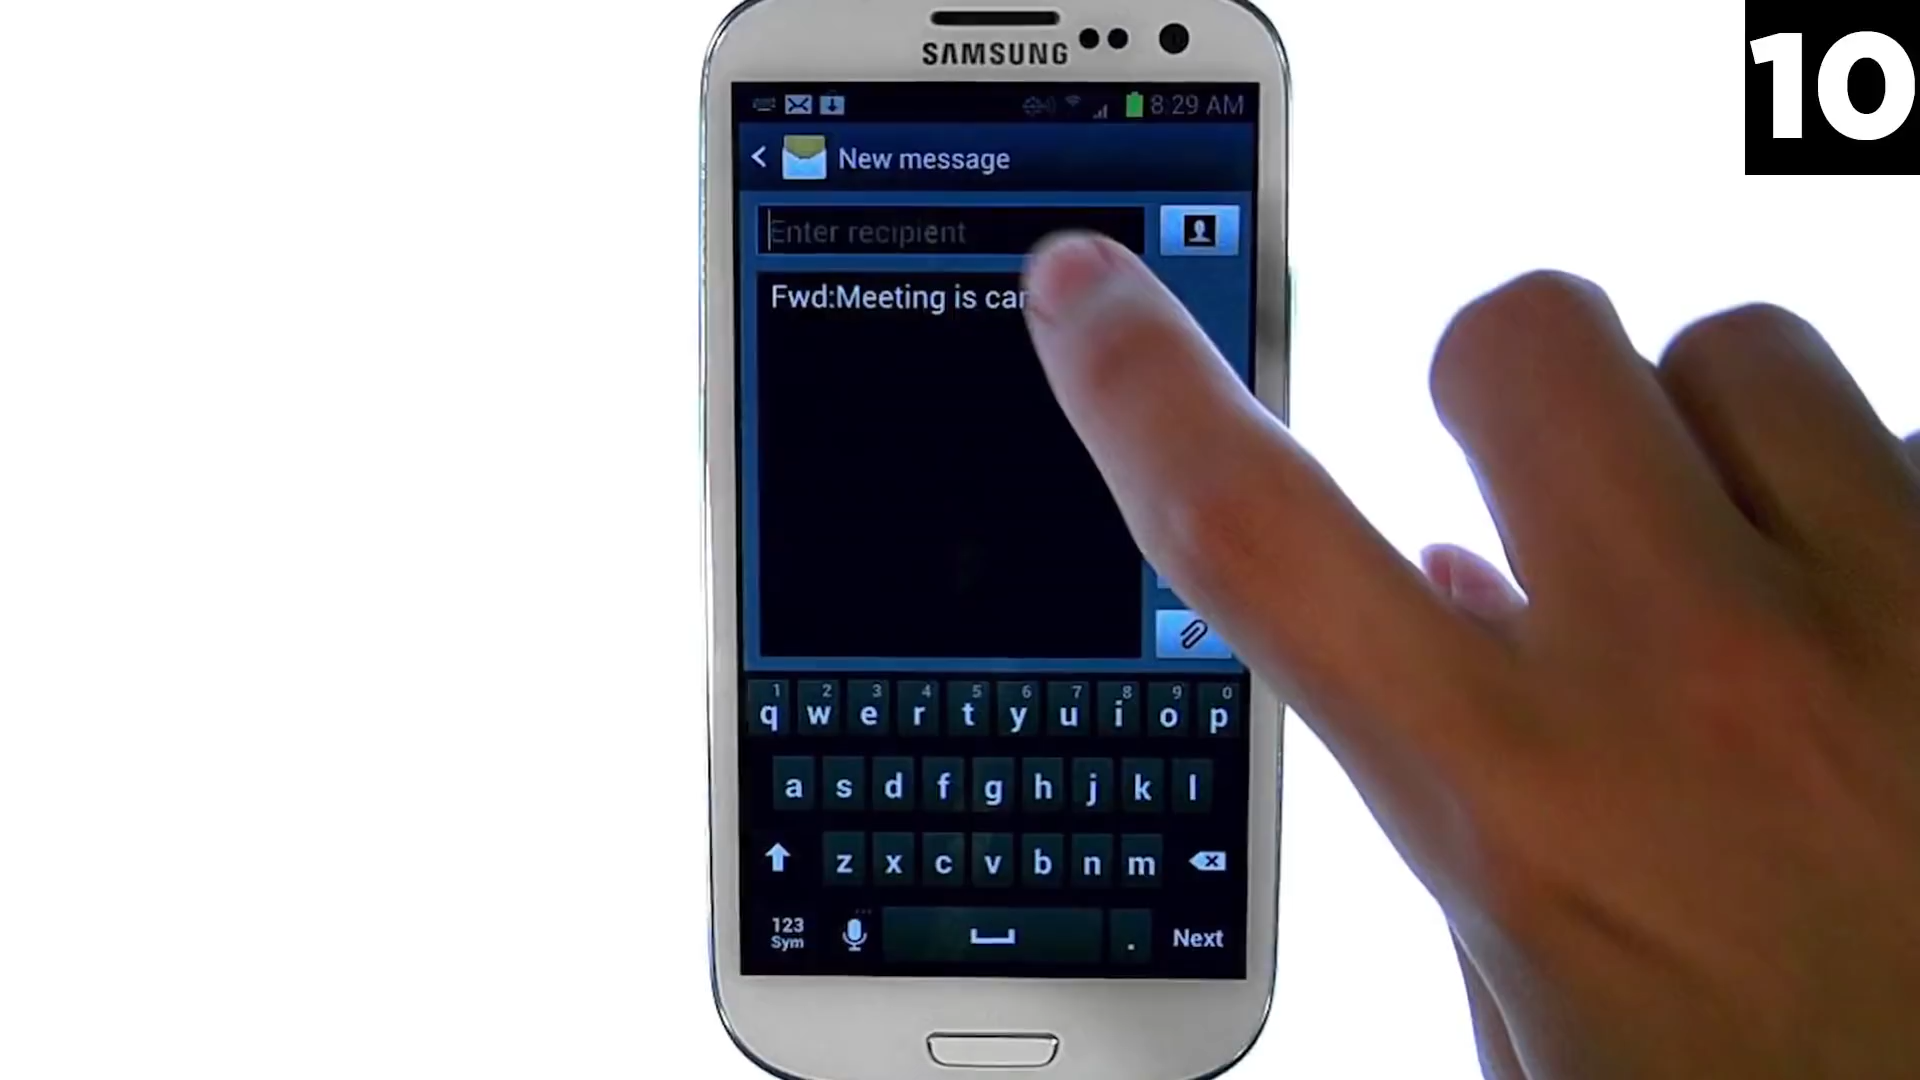 10
SAMSUNG
8:29 AM
New message
Enter recipient
Fwd:Meeting is
1 2 3 4 5 6 7 8 9 0
q w e r t y u i o p
a s d f g h j k l
z x c v b n m
123
Sym
. Next